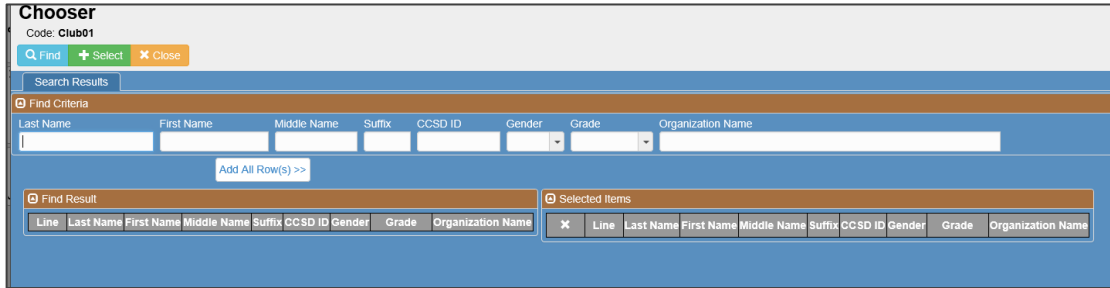 Chooser
Code: Club01
Find Select Close
Search Results
Find Criteria
Last Name First Name Middle Name Suffix CCSD ID Gender Grade Organization Name
Add All Row(s) >>
Find Result
Line Last Name First Name Middle Name Suffix CCSD ID Gender Grade Organization Name
Selected Items
Line Last Name First Name Middle Name Suffix CCSD ID Gender Grade Organization Name